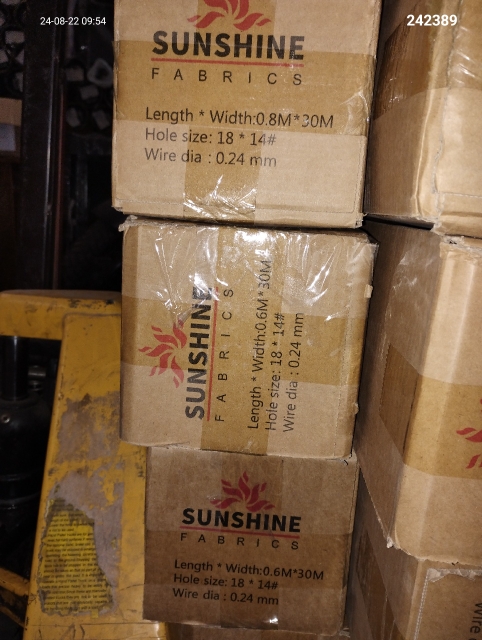 24-08-22 09:54
242389
SUNSHINE
FABRICS
Length * Width:0.8M*30M
Hole size: 18 * 14#
Wire dia : 0.24 mm
SUNSHINE
FABRICS
Length * Width:0.6M*30M
Hole size: 18 * 14#
Wire dia : 0.24 mm
SUNSHINE
FABRICS
Length * Width:0.6M*30M
Hole size: 18 * 14#
Wire dia : 0.24 mm